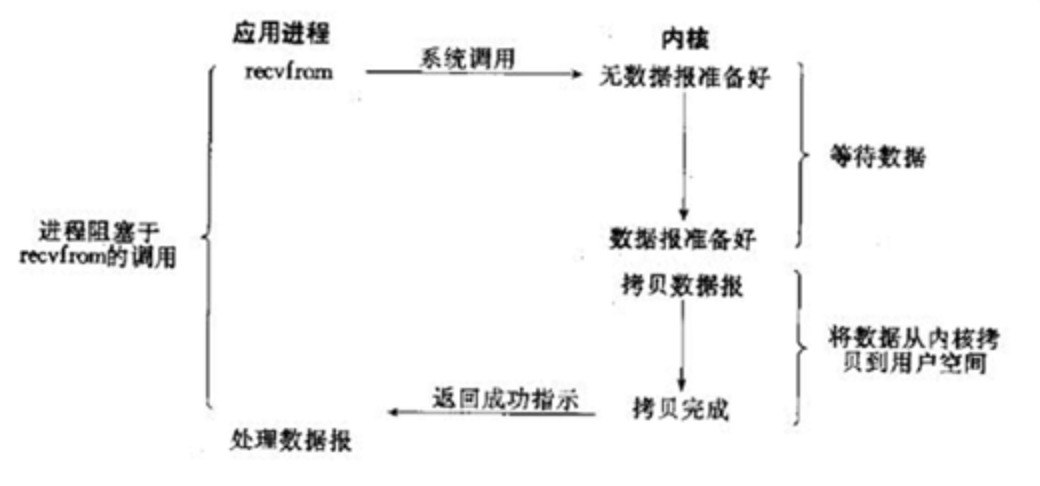 应用进程
内核
recvfrom
系统调用
无数据报准备好
等待数据
进程阻塞于
recvfrom的调用
数据报准备好
拷贝数据报
将数据从内核拷
贝到用户空间
返回成功指示
拷贝完成
处理数据报